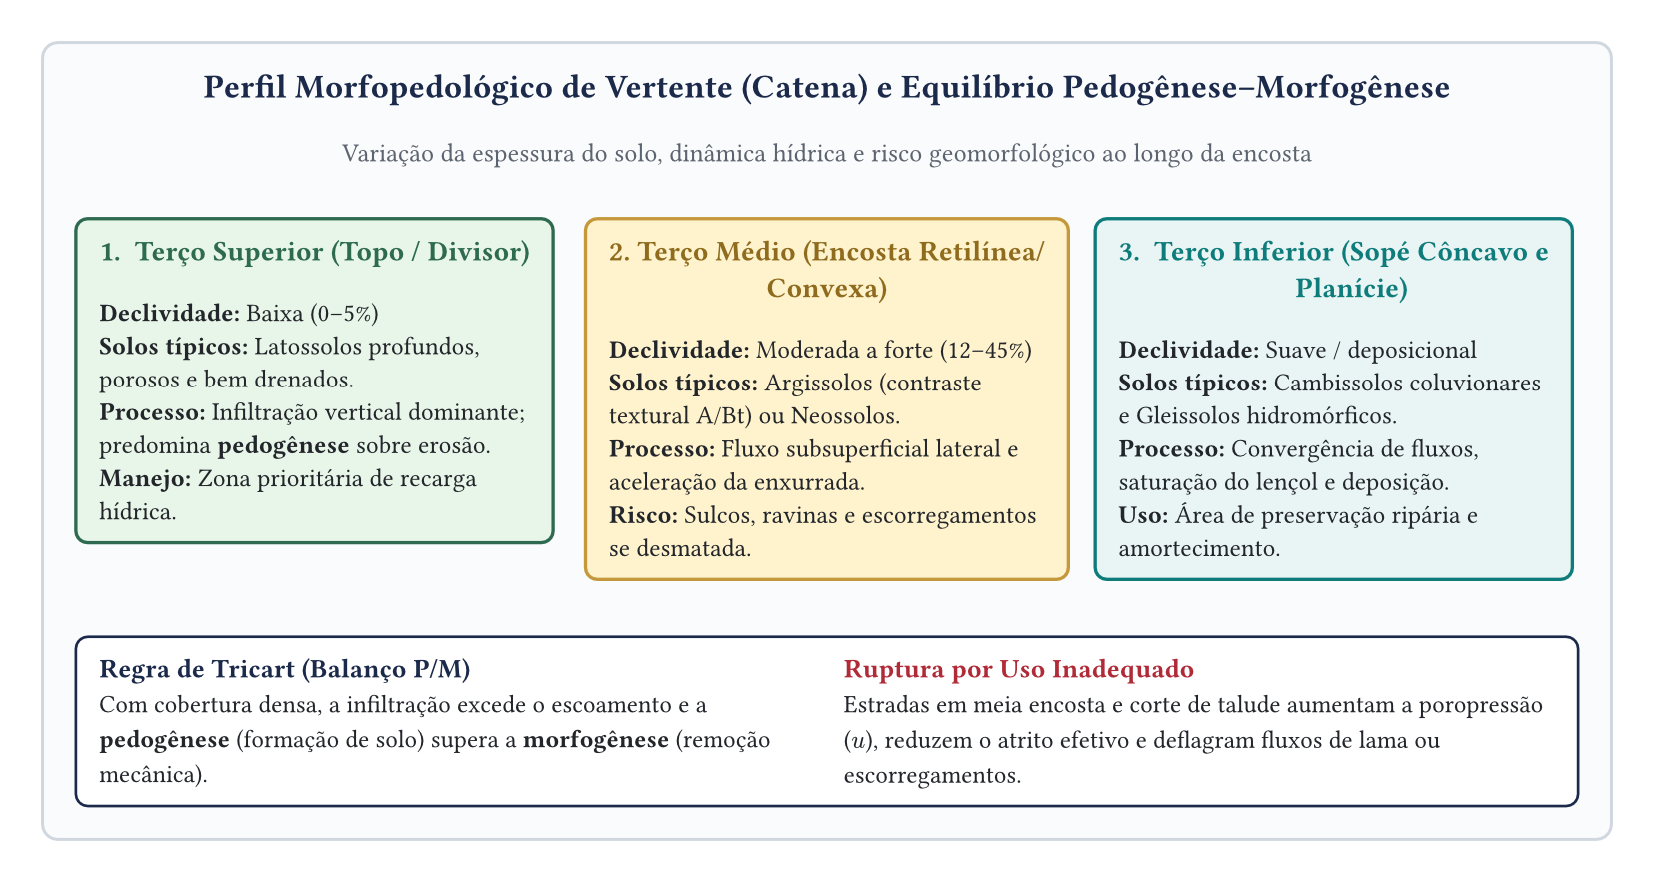 Perfil Morfopedológico de Vertente (Catena) e Equilíbrio Pedogênese–Morfogênese
Variação da espessura do solo, dinâmica hídrica e risco geomorfológico ao longo da encosta
1. Terço Superior (Topo / Divisor)
Declividade: Baixa (0–5%)
Solos típicos: Latossolos profundos,
porosos e bem drenados.
Processo: Infiltração vertical dominante;
predomina pedogênese sobre erosão.
Manejo: Zona prioritária de recarga
hídrica.
2. Terço Médio (Encosta Retilínea/
Convexa)
Declividade: Moderada a forte (12–45%)
Solos típicos: Argissolos (contraste
textural A/Bt) ou Neossolos.
Processo: Fluxo subsuperficial lateral e
aceleração da enxurrada.
Risco: Sulcos, ravinas e escorregamentos
se desmatada.
3. Terço Inferior (Sopé Côncavo e
Planície)
Declividade: Suave / deposicional
Solos típicos: Cambissolos coluvionares
e Gleissolos hidromórficos.
Processo: Convergência de fluxos,
saturação do lençol e deposição.
Uso: Área de preservação ripária e
amortecimento.
Regra de Tricart (Balanço P/M)
Com cobertura densa, a infiltração excede o escoamento e a
pedogênese (formação de solo) supera a morfogênese (remoção
mecânica).
Ruptura por Uso Inadequado
Estradas em meia encosta e corte de talude aumentam a poropressão
(u), reduzem o atrito efetivo e deflagram fluxos de lama ou
escorregamentos.